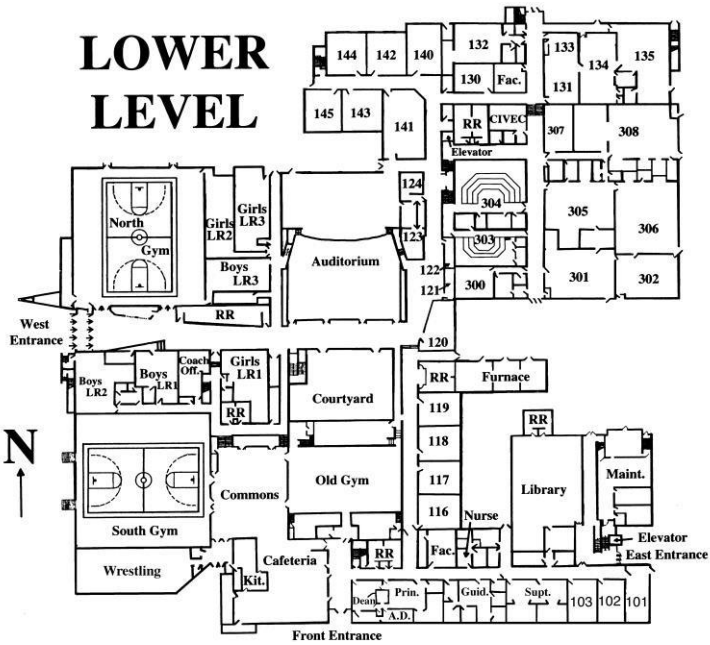 LOWER
LEVEL
144
142
140
132
133
134
135
130
Fac.
131
145
143
141
RR
CIVEC
307
308
Elevator
124
304
305
306
North
Gym
Girls
LR2
Girls
LR3
Boys
LR3
Auditorium
123
303
122
121
300
301
302
RR
West
Entrance
120
Boys
LR2
Boys
LR1
Coach
Off.
Girls
LR1
RR
Courtyard
RR
Furnace
119
118
117
116
N
South Gym
Commons
Old Gym
RR
Library
Maint.
Nurse
Fac.
Elevator
East Entrance
Wrestling
Cafeteria
Kit.
RR
Dean
Prin.
A.D.
Guid.
Supt.
103
102
101
Front Entrance